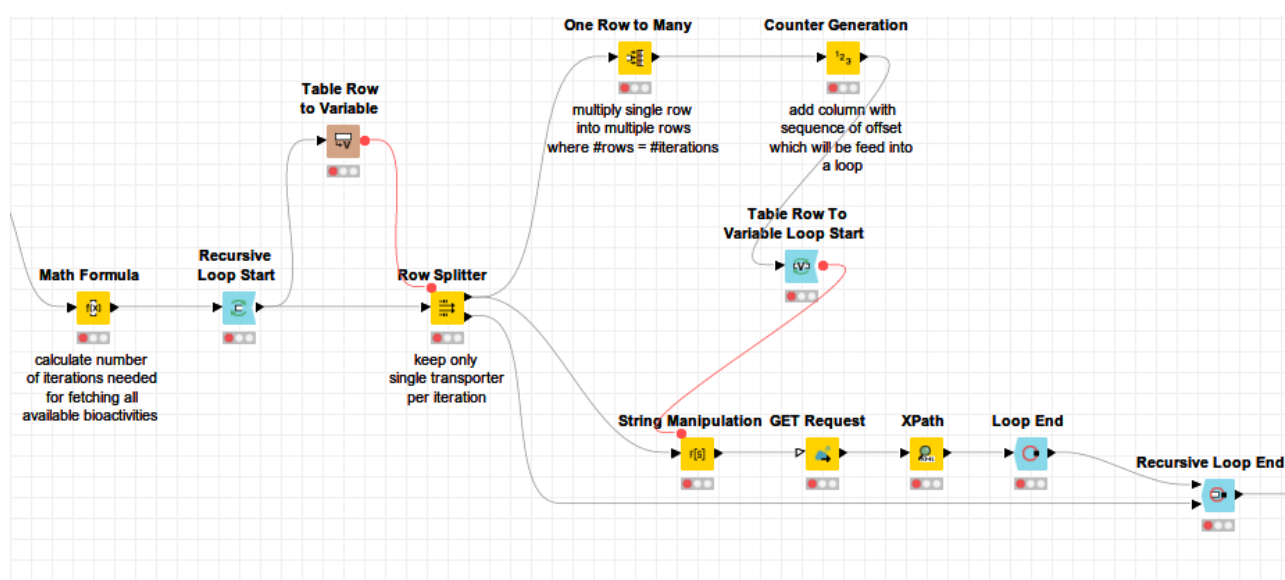 One Row to Many
multiply single row
into multiple rows
where #rows = #iterations
Counter Generation
1 2 3
add column with
sequence of offset
which will be feed into
a loop
Table Row
to Variable
V
Table Row To
Variable Loop Start
V
Math Formula
f(x)
calculate number
of iterations needed
for fetching all
available bioactivities
Recursive
Loop Start
Row Splitter
keep only
single transporter
per iteration
String Manipulation
f[s]
GET Request
XPath
Loop End
Recursive Loop End